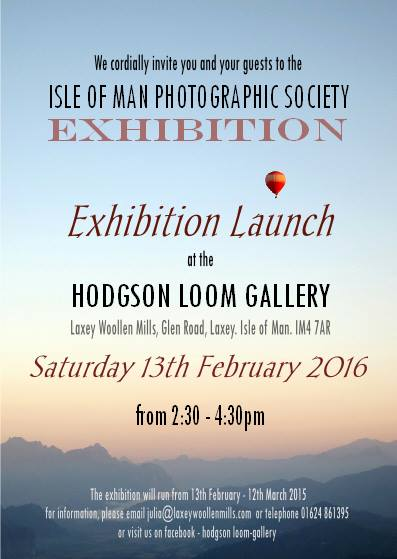 We cordially invite you and your guests to the
ISLE OF MAN PHOTOGRAPHIC SOCIETY
EXHIBITION
Exhibition Launch
at the
HODGSON LOOM GALLERY
Laxey Woollen Mills, Glen Road, Laxey. Isle of Man. IM4 7AR
Saturday 13th February 2016
from 2:30 - 4:30pm
The exhibition will run from 13th February - 12th March 2015
for information, please email julia@laxeywoollenmills.com or telephone 01624 861395
or visit us on facebook - hodgson loom-gallery